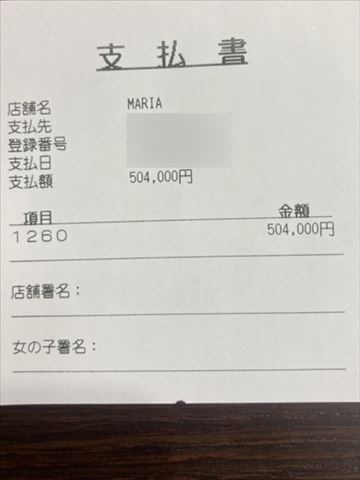 支払書
店舗名 MARIA
支払先
登録番号
支払日
支払額 504,000円
項目 金額
1260 504,000円
店舗署名：
女の子署名：